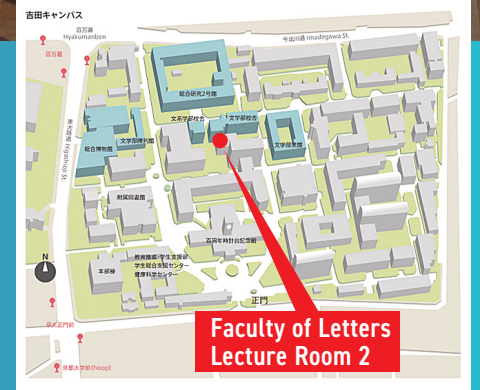 吉田キャンパス
百万遍
Hyakumanben
今出川通 Imadegawa St.
百万遍
東大路通 Higashioji St.
総合研究2号館
文系学部校舎
文学部校舎
文学部陳列館
総合博物館
文学部東館
附属図書館
百周年時計台記念館
教育推進・学生支援部
学生総合支援センター
健康科学センター
本部棟
N
正門
京大正門前
京都大学前(hoop)
Faculty of Letters
Lecture Room 2